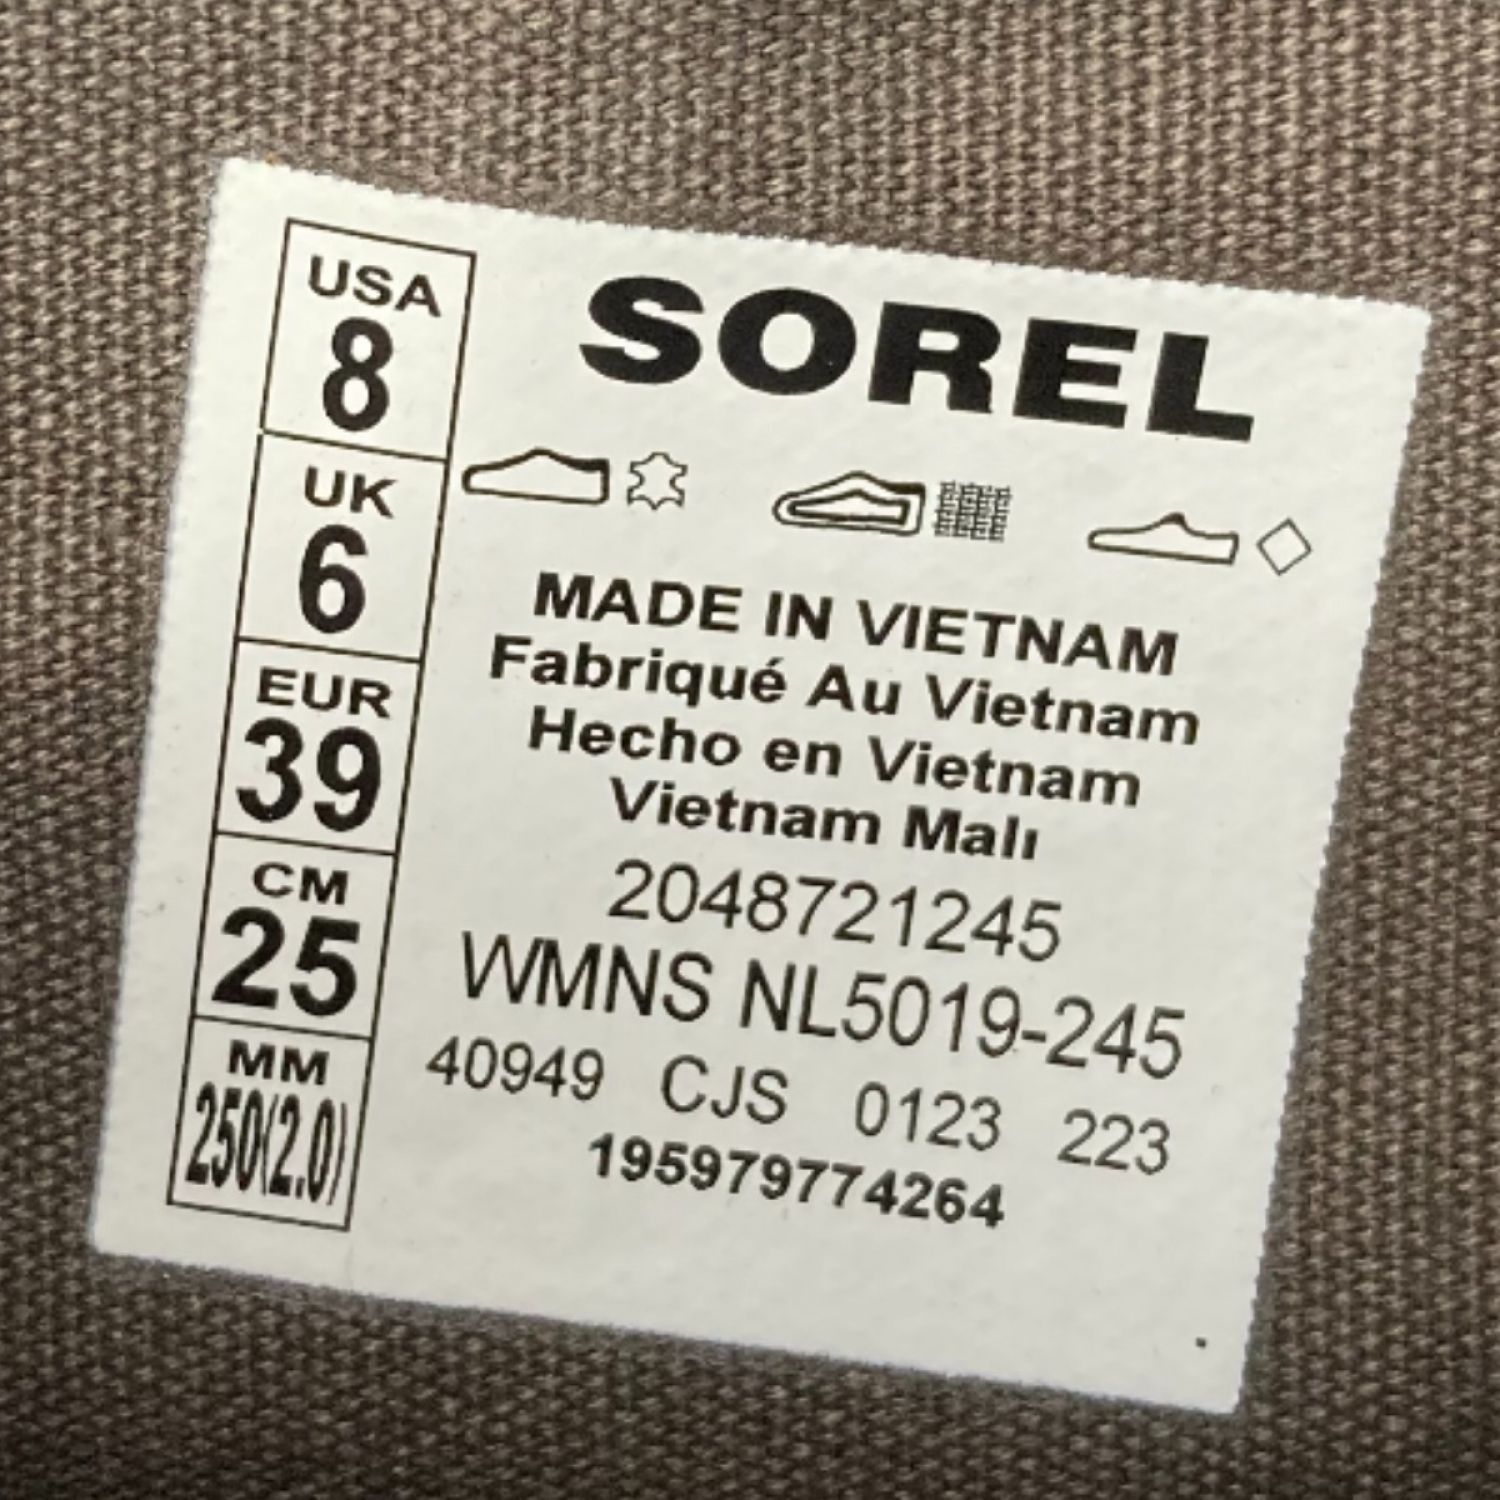 USA
8
UK
6
EUR
39
CM
25
MM
250(2.0)
SOREL
MADE IN VIETNAM
Fabriqué Au Vietnam
Hecho en Vietnam
Vietnam Malı
2048721245
WMNS NL5019-245
40949 CJS 0123 223
195979774264